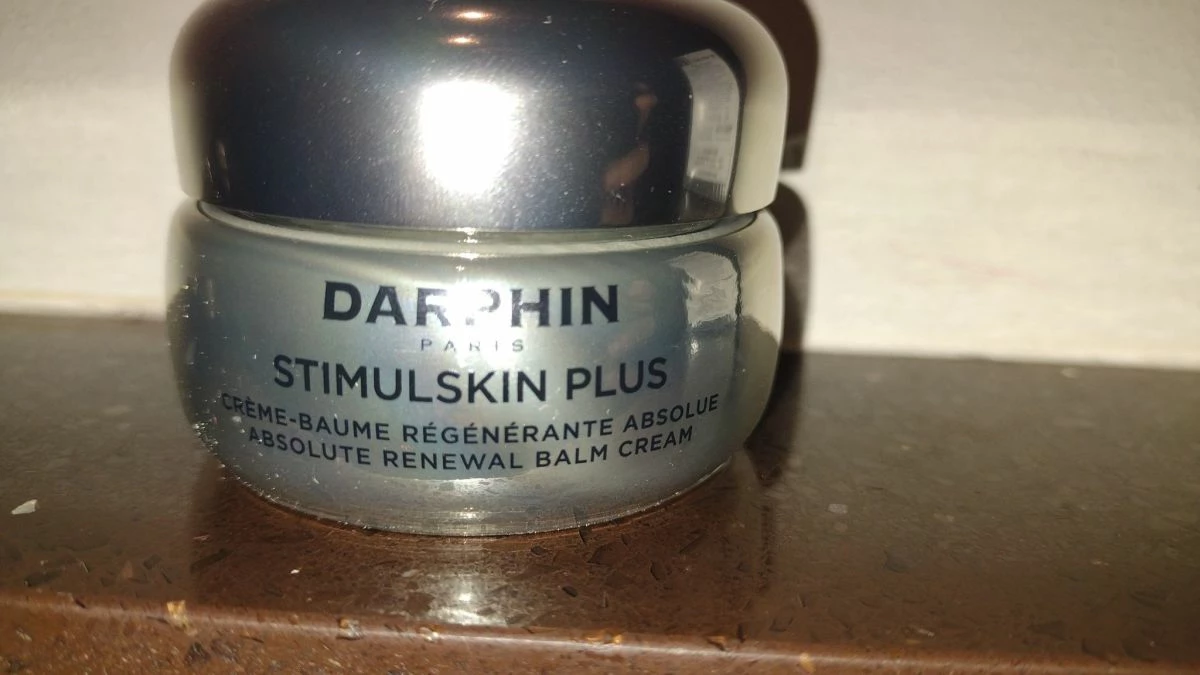 DARPHIN
PARIS
STIMULSKIN PLUS
CRÈME-BAUME RÉGÉNÉRANTE ABSOLUE
ABSOLUTE RENEWAL BALM CREAM